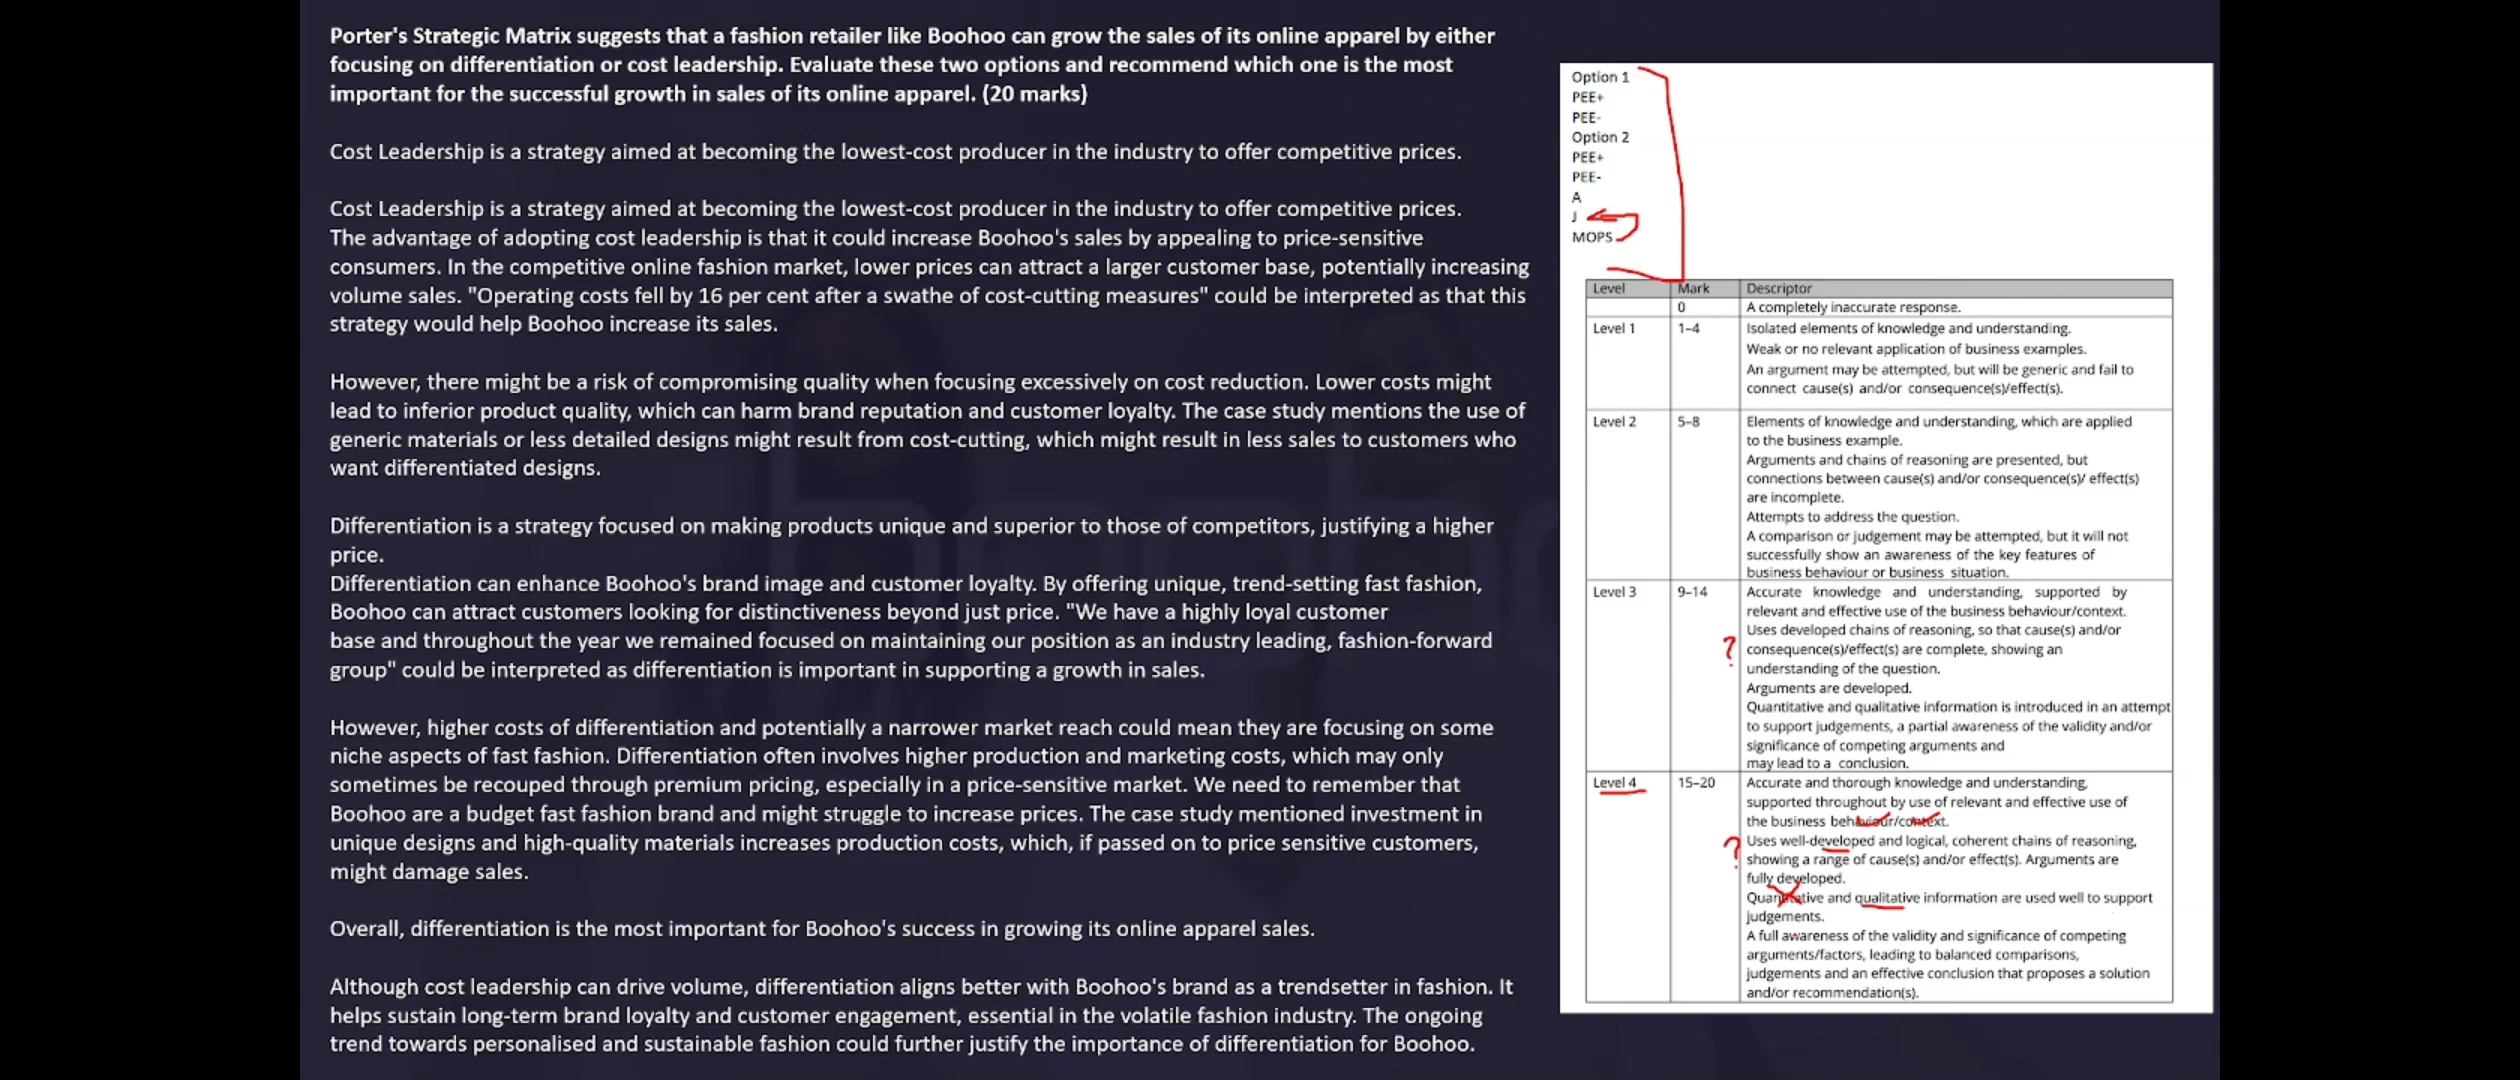 Porter's Strategic Matrix suggests that a fashion retailer like Boohoo can grow the sales of its online apparel by either
focusing on differentiation or cost leadership. Evaluate these two options and recommend which one is the most
important for the successful growth in sales of its online apparel. (20 marks)
Cost Leadership is a strategy aimed at becoming the lowest-cost producer in the industry to offer competitive prices.
Cost Leadership is a strategy aimed at becoming the lowest-cost producer in the industry to offer competitive prices.
The advantage of adopting cost leadership is that it could increase Boohoo's sales by appealing to price-sensitive
consumers. In the competitive online fashion market, lower prices can attract a larger customer base, potentially increasing
volume sales. "Operating costs fell by 16 per cent after a swathe of cost-cutting measures" could be interpreted as that this
strategy would help Boohoo increase its sales.
However, there might be a risk of compromising quality when focusing excessively on cost reduction. Lower costs might
lead to inferior product quality, which can harm brand reputation and customer loyalty. The case study mentions the use of
generic materials or less detailed designs might result from cost-cutting, which might result in less sales to customers who
want differentiated designs.
Differentiation is a strategy focused on making products unique and superior to those of competitors, justifying a higher
price.
Differentiation can enhance Boohoo's brand image and customer loyalty. By offering unique, trend-setting fast fashion,
Boohoo can attract customers looking for distinctiveness beyond just price. "We have a highly loyal customer
base and throughout the year we remained focused on maintaining our position as an industry leading, fashion-forward
group" could be interpreted as differentiation is important in supporting a growth in sales.
However, higher costs of differentiation and potentially a narrower market reach could mean they are focusing on some
niche aspects of fast fashion. Differentiation often involves higher production and marketing costs, which may only
sometimes be recouped through premium pricing, especially in a price-sensitive market. We need to remember that
Boohoo are a budget fast fashion brand and might struggle to increase prices. The case study mentioned investment in
unique designs and high-quality materials increases production costs, which, if passed on to price sensitive customers,
might damage sales.
Overall, differentiation is the most important for Boohoo's success in growing its online apparel sales.
Although cost leadership can drive volume, differentiation aligns better with Boohoo's brand as a trendsetter in fashion. It
helps sustain long-term brand loyalty and customer engagement, essential in the volatile fashion industry. The ongoing
trend towards personalised and sustainable fashion could further justify the importance of differentiation for Boohoo.
Option 1
PEE+
PEE-
Option 2
PEE+
PEE-
A
J
MOPS
Level Mark Descriptor
0 A completely inaccurate response.
Level 1 1–4 Isolated elements of knowledge and understanding.
Weak or no relevant application of business examples.
An argument may be attempted, but will be generic and fail to
connect cause(s) and/or consequence(s)/effect(s).
Level 2 5–8 Elements of knowledge and understanding, which are applied
to the business example.
Arguments and chains of reasoning are presented, but
connections between cause(s) and/or consequence(s)/ effect(s)
are incomplete.
Attempts to address the question.
A comparison or judgement may be attempted, but it will not
successfully show an awareness of the key features of
business behaviour or business situation.
Level 3 9–14 Accurate knowledge and understanding, supported by
relevant and effective use of the business behaviour/context.
Uses developed chains of reasoning, so that cause(s) and/or
? consequence(s)/effect(s) are complete, showing an
understanding of the question.
Arguments are developed.
Quantitative and qualitative information is introduced in an attempt
to support judgements, a partial awareness of the validity and/or
significance of competing arguments and
may lead to a conclusion.
Level 4 15–20 Accurate and thorough knowledge and understanding,
supported throughout by use of relevant and effective use of
the business behaviour/context.
? Uses well-developed and logical, coherent chains of reasoning,
showing a range of cause(s) and/or effect(s). Arguments are
fully developed.
Quantitative and qualitative information are used well to support
judgements.
A full awareness of the validity and significance of competing
arguments/factors, leading to balanced comparisons,
judgements and an effective conclusion that proposes a solution
and/or recommendation(s).